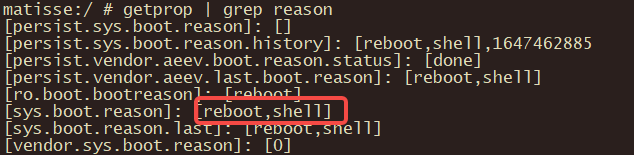 matisse:/ # getprop | grep reason
[persist.sys.boot.reason]: []
[persist.sys.boot.reason.history]: [reboot,shell],1647462885
[persist.vendor.aeev.boot.reason.status]: [done]
[persist.vendor.aeev.last.boot.reason]: [reboot,shell]
[ro.boot.bootreason]: [reboot]
[sys.boot.reason]: [reboot,shell]
[sys.boot.reason.last]: [reboot,shell]
[vendor.sys.boot.reason]: [0]